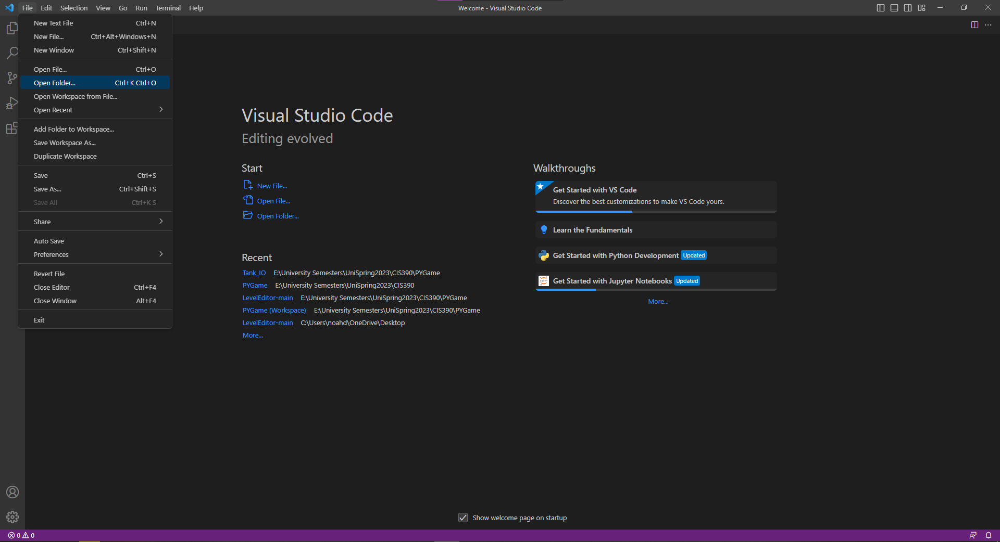 File Edit Selection View Go Run Terminal Help
Welcome - Visual Studio Code
New Text File Ctrl+N
New File... Ctrl+Alt+Windows+N
New Window Ctrl+Shift+N
Open File... Ctrl+O
Open Folder... Ctrl+K Ctrl+O
Open Workspace from File...
Open Recent
Add Folder to Workspace...
Save Workspace As...
Duplicate Workspace
Save Ctrl+S
Save As... Ctrl+Shift+S
Save All Ctrl+K S
Share
Auto Save
Preferences
Revert File
Close Editor Ctrl+F4
Close Window Alt+F4
Exit
Visual Studio Code
Editing evolved
Start
New File...
Open File...
Open Folder...
Recent
Tank_IO E:\University Semesters\UniSpring2023\CIS390\PYGame
PYGame E:\University Semesters\UniSpring2023\CIS390
LevelEditor-main E:\University Semesters\UniSpring2023\CIS390\PYGame
PYGame (Workspace) E:\University Semesters\UniSpring2023\CIS390\PYGame
LevelEditor-main C:\Users\noahd\OneDrive\Desktop
More...
Walkthroughs
Get Started with VS Code
Discover the best customizations to make VS Code yours.
Learn the Fundamentals
Get Started with Python Development Updated
Get Started with Jupyter Notebooks Updated
More...
Show welcome page on startup
0 0